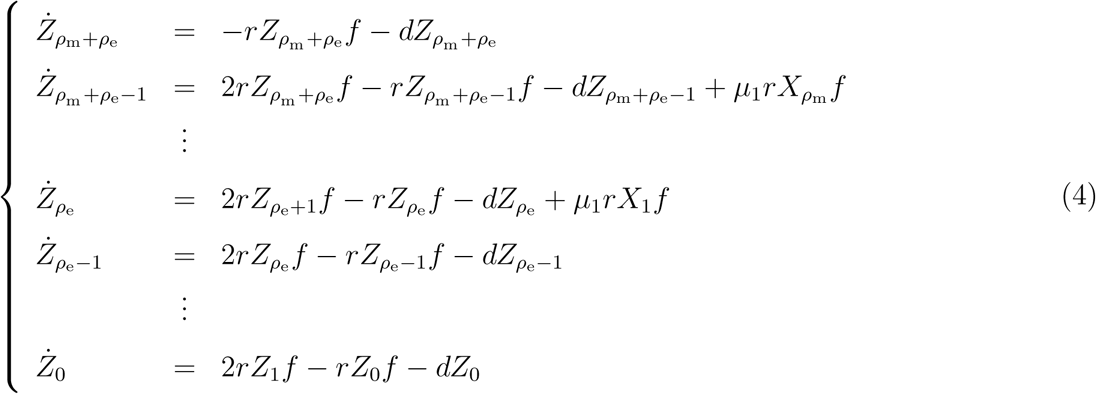 Ż_{ρ_m+ρ_e} = −rZ_{ρ_m+ρ_e}f − dZ_{ρ_m+ρ_e}
Ż_{ρ_m+ρ_e−1} = 2rZ_{ρ_m+ρ_e}f − rZ_{ρ_m+ρ_e−1}f − dZ_{ρ_m+ρ_e−1} + μ_1rX_{ρ_m}f
⋮
Ż_{ρ_e} = 2rZ_{ρ_e+1}f − rZ_{ρ_e}f − dZ_{ρ_e} + μ_1rX_1f (4)
Ż_{ρ_e−1} = 2rZ_{ρ_e}f − rZ_{ρ_e−1}f − dZ_{ρ_e−1}
⋮
Ż_0 = 2rZ_1f − rZ_0f − dZ_0